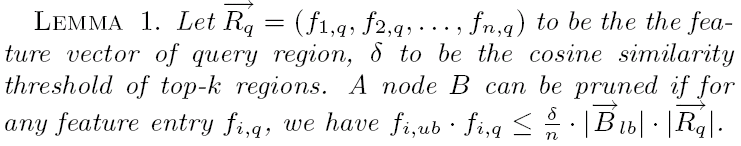 LEMMA 1. Let $\overrightarrow{R_q} = (f_{1,q}, f_{2,q}, \ldots, f_{n,q})$ to be the the fea-
ture vector of query region, δ to be the cosine similarity
threshold of top-k regions. A node B can be pruned if for
any feature entry $f_{i,q}$, we have $f_{i,ub} \cdot f_{i,q} \leq \frac{\delta}{n} \cdot |\overrightarrow{B}_{lb}| \cdot |\overrightarrow{R_q}|$.